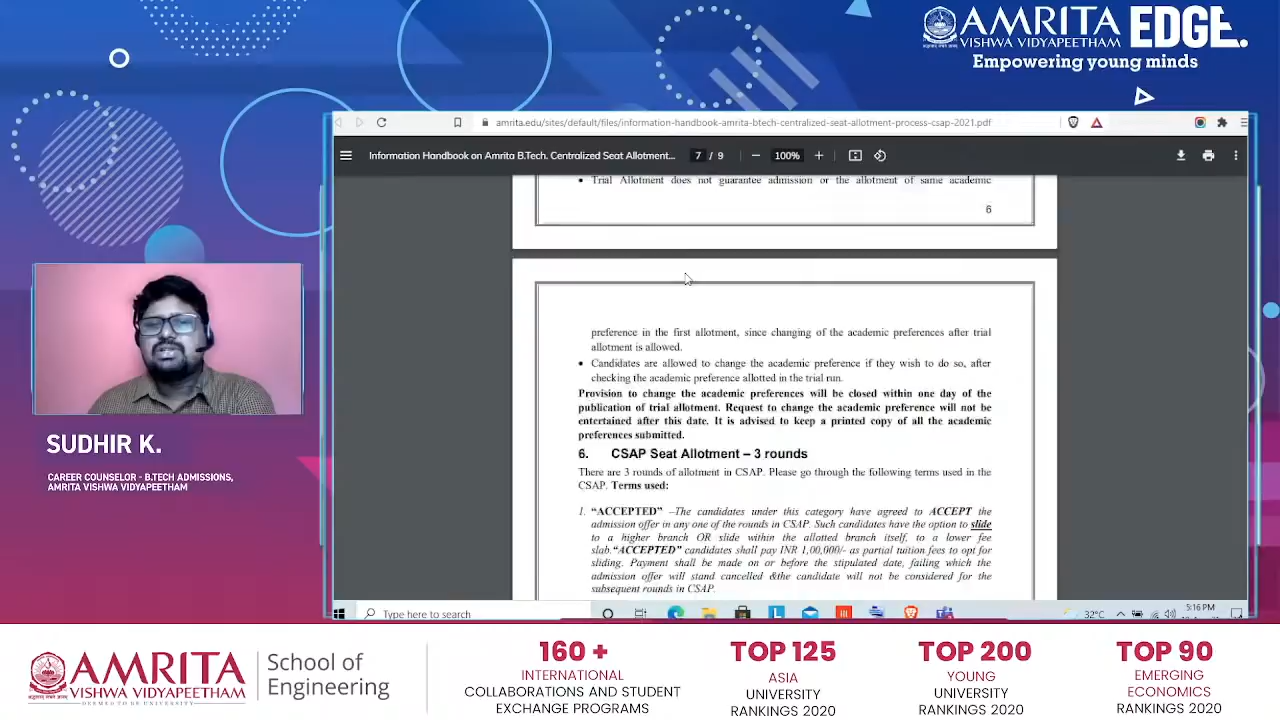 AMRITA EDGE.
VISHWA VIDYAPEETHAM
Empowering young minds
amrita.edu/sites/default/files/information-handbook-amrita-btech-centralized-seat-allotment-process-csap-2021.pdf
Information Handbook on Amrita B.Tech. Centralized Seat Allotment... 7 / 9 100%
• Trial Allotment does not guarantee admission or the allotment of same academic
6
preference in the first allotment, since changing of the academic preferences after trial
allotment is allowed.
• Candidates are allowed to change the academic preference if they wish to do so, after
checking the academic preference allotted in the trial run.
Provision to change the academic preferences will be closed within one day of the
publication of trial allotment. Request to change the academic preference will not be
entertained after this date. It is advised to keep a printed copy of all the academic
preferences submitted.
6. CSAP Seat Allotment – 3 rounds
There are 3 rounds of allotment in CSAP. Please go through the following terms used in the
CSAP. Terms used:
1. "ACCEPTED" –The candidates under this category have agreed to ACCEPT the
admission offer in any one of the rounds in CSAP. Such candidates have the option to slide
to a higher branch OR slide within the allotted branch itself, to a lower fee
slab."ACCEPTED" candidates shall pay INR 1,00,000/- as partial tuition fees to opt for
sliding. Payment shall be made on or before the stipulated date, failing which the
admission offer will stand cancelled &the candidate will not be considered for the
subsequent rounds in CSAP.
Type here to search
32°C
5:16 PM
SUDHIR K.
CAREER COUNSELOR - B.TECH ADMISSIONS,
AMRITA VISHWA VIDYAPEETHAM
AMRITA
VISHWA VIDYAPEETHAM
DEEMED TO BE UNIVERSITY
School of
Engineering
160 +
INTERNATIONAL
COLLABORATIONS AND STUDENT
EXCHANGE PROGRAMS
TOP 125
ASIA
UNIVERSITY
RANKINGS 2020
TOP 200
YOUNG
UNIVERSITY
RANKINGS 2020
TOP 90
EMERGING
ECONOMICS
RANKINGS 2020